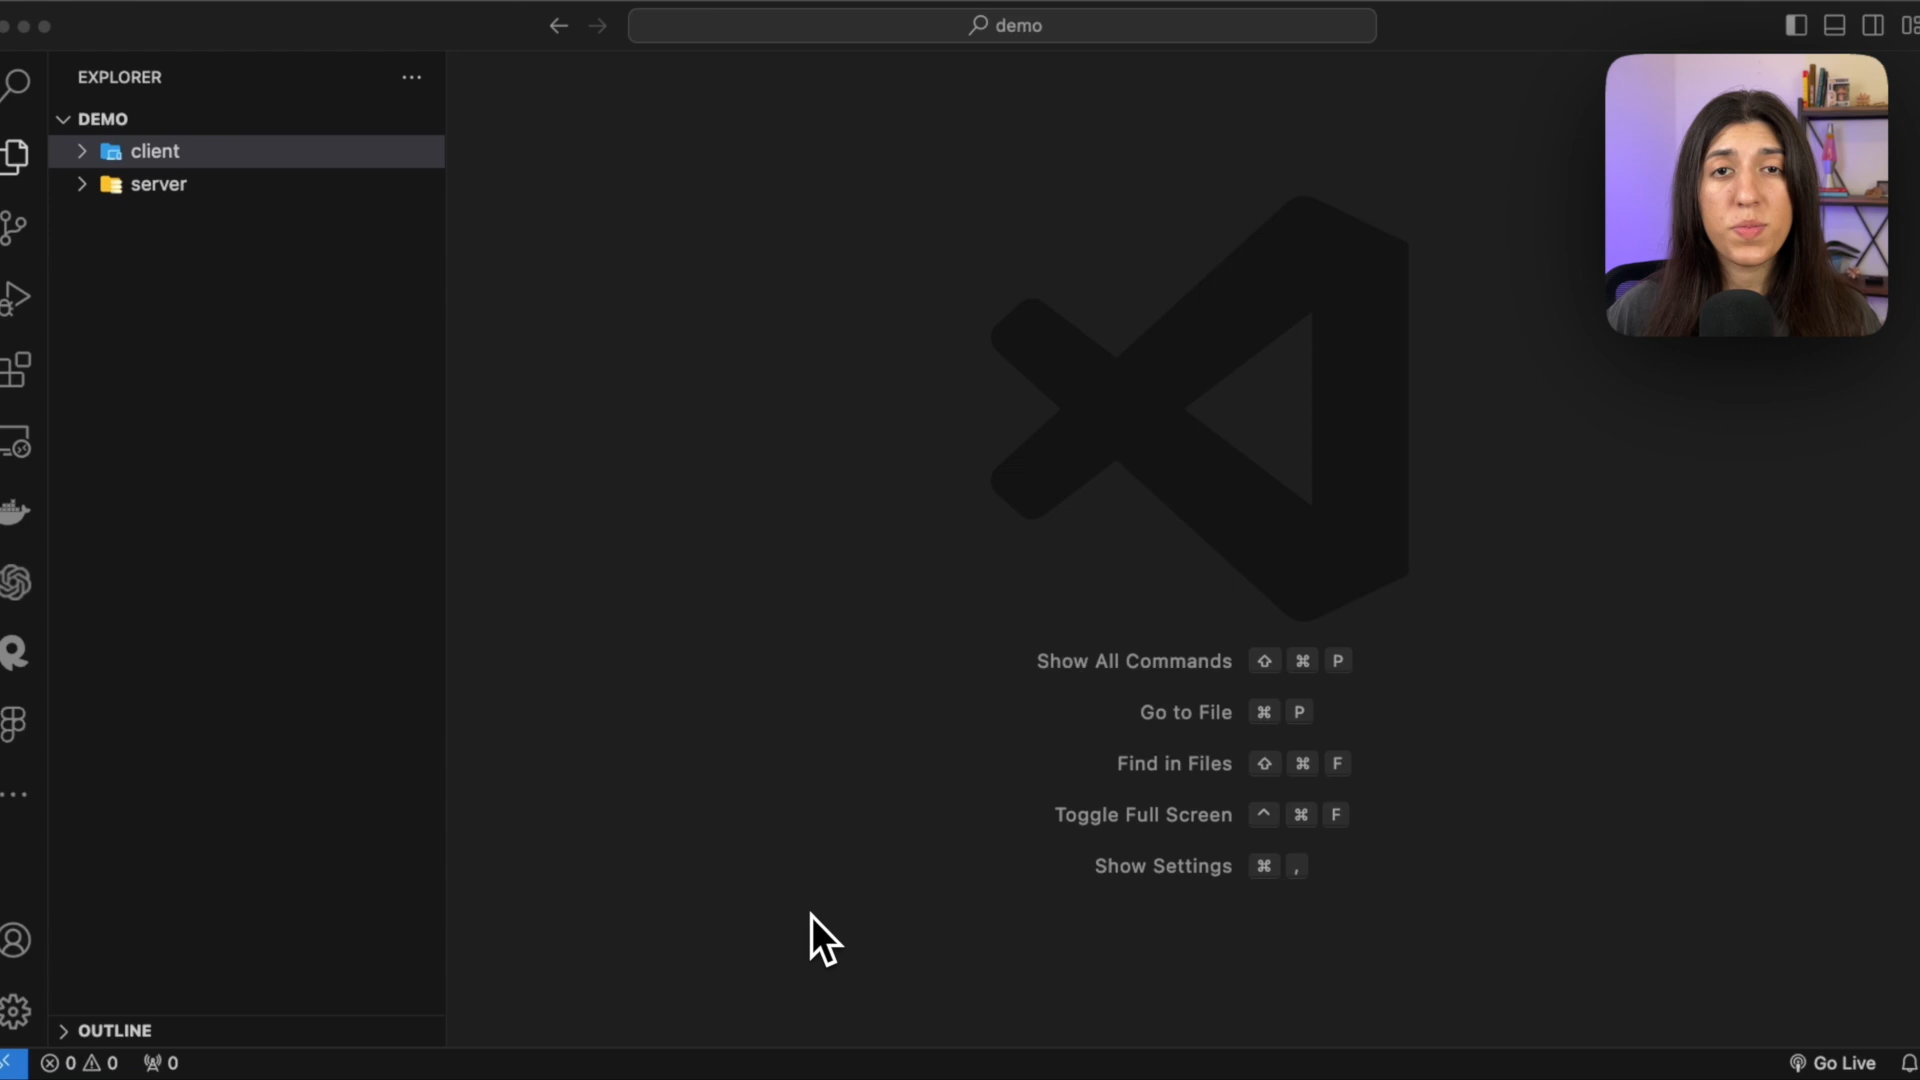 demo
EXPLORER
DEMO
client
server
Show All Commands ⇧ ⌘ P
Go to File ⌘ P
Find in Files ⇧ ⌘ F
Toggle Full Screen ^ ⌘ F
Show Settings ⌘ ,
OUTLINE
0 0 0
Go Live